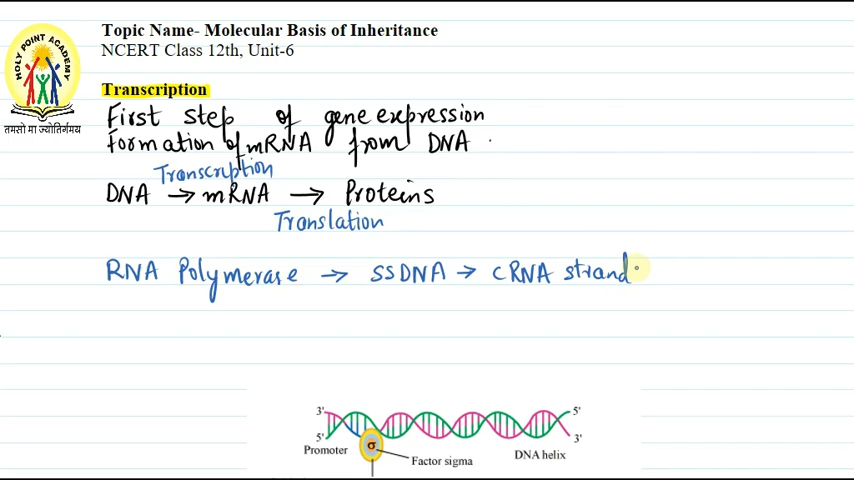 HOLY POINT ACADEMY
तमसो मा ज्योतिर्गमय
Topic Name- Molecular Basis of Inheritance
NCERT Class 12th, Unit-6
Transcription
First step of gene expression
Formation of mRNA from DNA
Transcription
DNA → mRNA → Proteins
Translation
RNA Polymerase → SSDNA → cRNA strand
3' 5'
5' 3'
Promoter
σ
Factor sigma
DNA helix